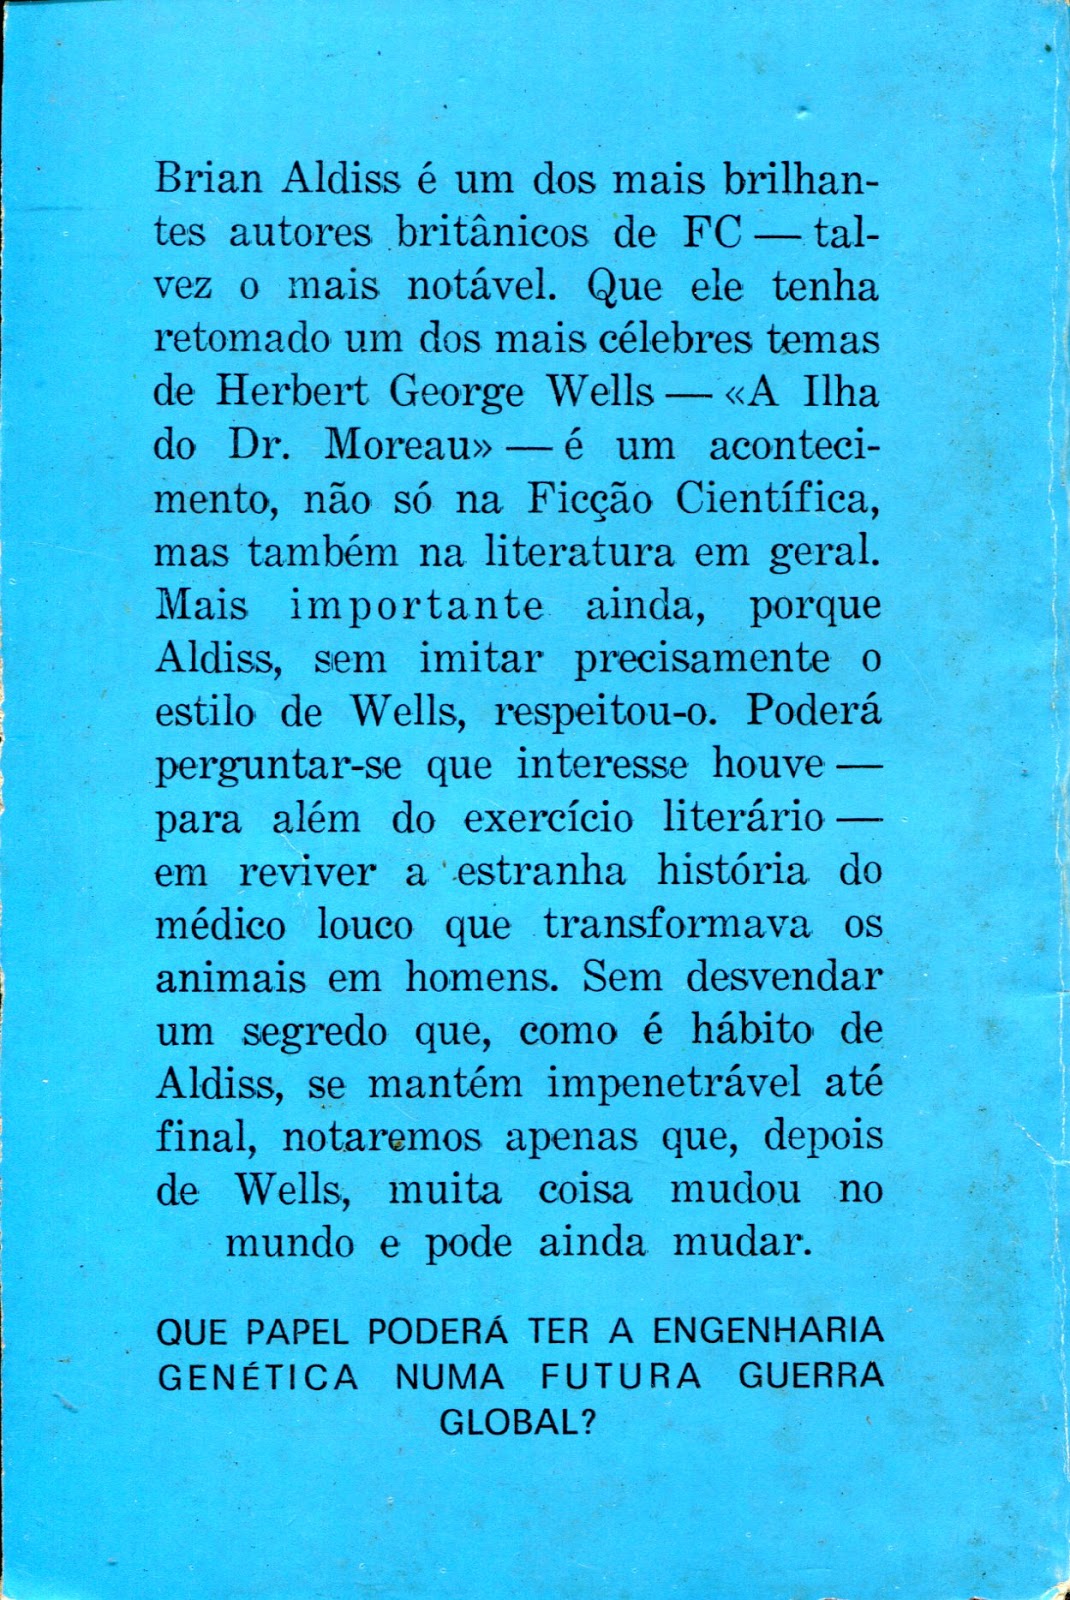 Brian Aldiss é um dos mais brilhan-
tes autores britânicos de FC — tal-
vez o mais notável. Que ele tenha
retomado um dos mais célebres temas
de Herbert George Wells — «A Ilha
do Dr. Moreau» — é um aconteci-
mento, não só na Ficção Científica,
mas também na literatura em geral.
Mais importante ainda, porque
Aldiss, sem imitar precisamente o
estilo de Wells, respeitou-o. Poderá
perguntar-se que interesse houve —
para além do exercício literário —
em reviver a estranha história do
médico louco que transformava os
animais em homens. Sem desvendar
um segredo que, como é hábito de
Aldiss, se mantém impenetrável até
final, notaremos apenas que, depois
de Wells, muita coisa mudou no
mundo e pode ainda mudar.
QUE PAPEL PODERÁ TER A ENGENHARIA
GENÉTICA NUMA FUTURA GUERRA
GLOBAL?